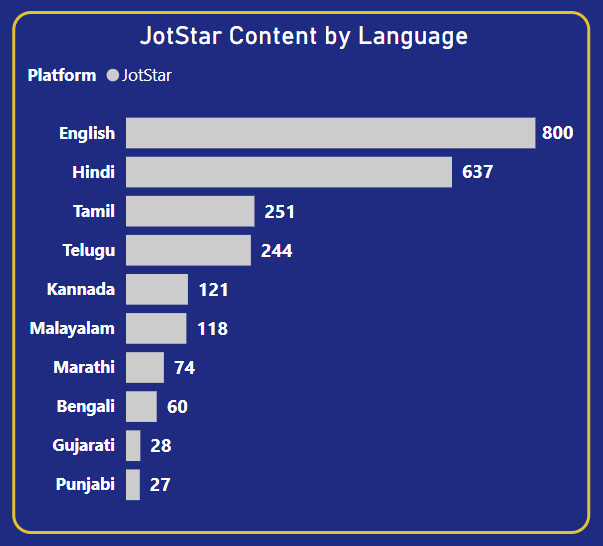 JotStar Content by Language
Platform JotStar
English 800
Hindi 637
Tamil 251
Telugu 244
Kannada 121
Malayalam 118
Marathi 74
Bengali 60
Gujarati 28
Punjabi 27